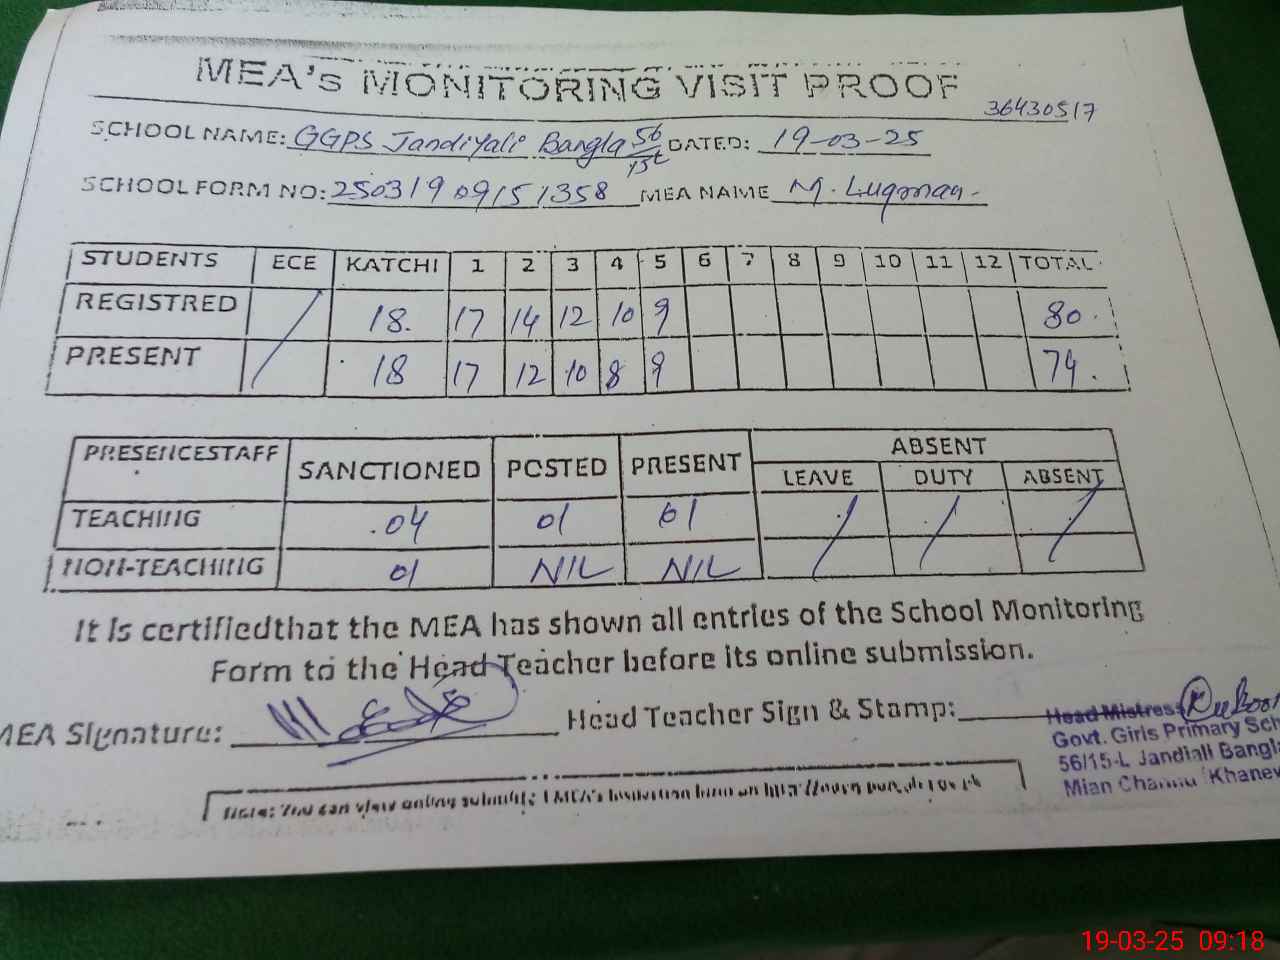 MEA's MONITORING VISIT PROOF
36430517
SCHOOL NAME: GGPS Jandiyali Bangla 56/15L DATED: 19-03-25
SCHOOL FORM NO: 25031909151358 MEA NAME M. Luqman
STUDENTS ECE KATCHI 1 2 3 4 5 6 7 8 9 10 11 12 TOTAL
REGISTRED 18 17 14 12 10 9 80
PRESENT 18 17 12 10 8 9 74
PRESENCESTAFF SANCTIONED POSTED PRESENT ABSENT
LEAVE DUTY ABSENT
TEACHING 04 01 01
NON-TEACHING 01 NIL NIL
It Is certifiedthat the MEA has shown all entries of the School Monitoring
Form to the Head Teacher before its online submission.
MEA Signature: Head Teacher Sign & Stamp:
Head Mistress
Govt. Girls Primary Sch
56/15-L Jandiali Bangla
Mian Channu Khanew
Note: You can view online
19-03-25 09:18